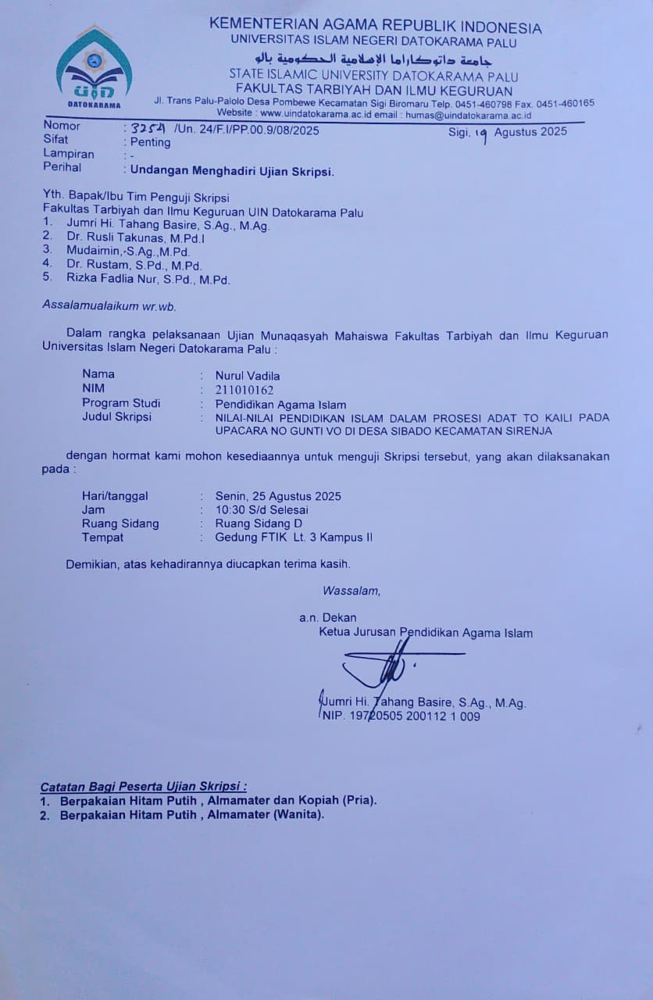 KEMENTERIAN AGAMA REPUBLIK INDONESIA
UNIVERSITAS ISLAM NEGERI DATOKARAMA PALU
جامعة داتوكاراما الإسلامية الحكومية بالو
STATE ISLAMIC UNIVERSITY DATOKARAMA PALU
FAKULTAS TARBIYAH DAN ILMU KEGURUAN
Jl. Trans Palu-Palolo Desa Pombewe Kecamatan Sigi Biromaru Telp. 0451-460798 Fax. 0451-460165
Website : www.uindatokarama.ac.id email : humas@uindatokarama.ac.id
UIN
DATOKARAMA
Nomor : 3254 /Un. 24/F.I/PP.00.9/08/2025 Sigi, 19 Agustus 2025
Sifat : Penting
Lampiran : -
Perihal : Undangan Menghadiri Ujian Skripsi.
Yth. Bapak/Ibu Tim Penguji Skripsi
Fakultas Tarbiyah dan Ilmu Keguruan UIN Datokarama Palu
1. Jumri Hi. Tahang Basire, S.Ag., M.Ag.
2. Dr. Rusli Takunas, M.Pd.I
3. Mudaimin,-S.Ag.,M.Pd.
4. Dr. Rustam, S.Pd., M.Pd.
5. Rizka Fadlia Nur, S.Pd., M.Pd.
Assalamualaikum wr.wb.
Dalam rangka pelaksanaan Ujian Munaqasyah Mahaiswa Fakultas Tarbiyah dan Ilmu Keguruan
Universitas Islam Negeri Datokarama Palu :
Nama : Nurul Vadila
NIM : 211010162
Program Studi : Pendidikan Agama Islam
Judul Skripsi : NILAI-NILAI PENDIDIKAN ISLAM DALAM PROSESI ADAT TO KAILI PADA
UPACARA NO GUNTI VO DI DESA SIBADO KECAMATAN SIRENJA
dengan hormat kami mohon kesediaannya untuk menguji Skripsi tersebut, yang akan dilaksanakan
pada :
Hari/tanggal : Senin, 25 Agustus 2025
Jam : 10:30 S/d Selesai
Ruang Sidang : Ruang Sidang D
Tempat : Gedung FTIK Lt. 3 Kampus II
Demikian, atas kehadirannya diucapkan terima kasih.
Wassalam,
a.n. Dekan
Ketua Jurusan Pendidikan Agama Islam
Jumri Hi. Tahang Basire, S.Ag., M.Ag.
NIP. 19720505 200112 1 009
Catatan Bagi Peserta Ujian Skripsi :
1. Berpakaian Hitam Putih , Almamater dan Kopiah (Pria).
2. Berpakaian Hitam Putih , Almamater (Wanita).